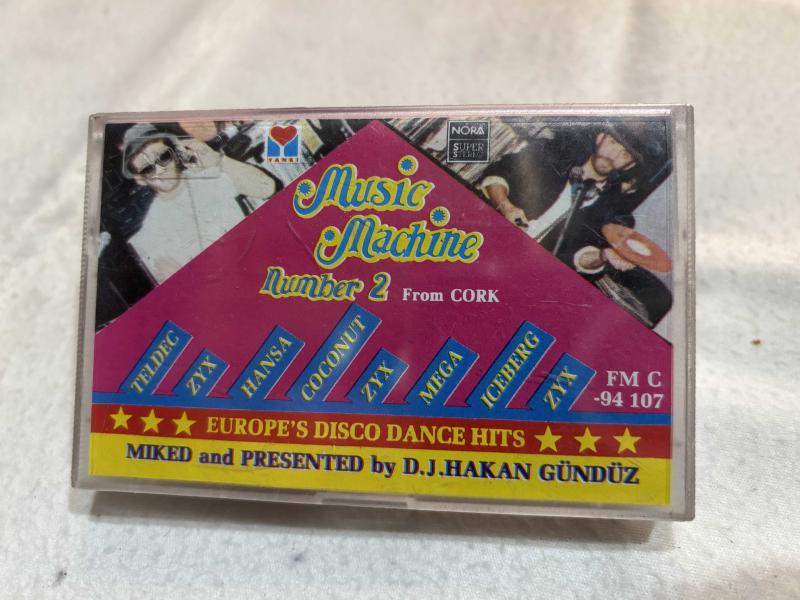 YANKI
NORA
SUPER
STEREO
Music
Machine
Number 2 From CORK
TELDEC
ZYX
HANSA
COCONUT
ZYX
MEGA
ICEBERG
ZYX
FM C
-94 107
EUROPE'S DISCO DANCE HITS
MIKED and PRESENTED by D.J.HAKAN GÜNDÜZ